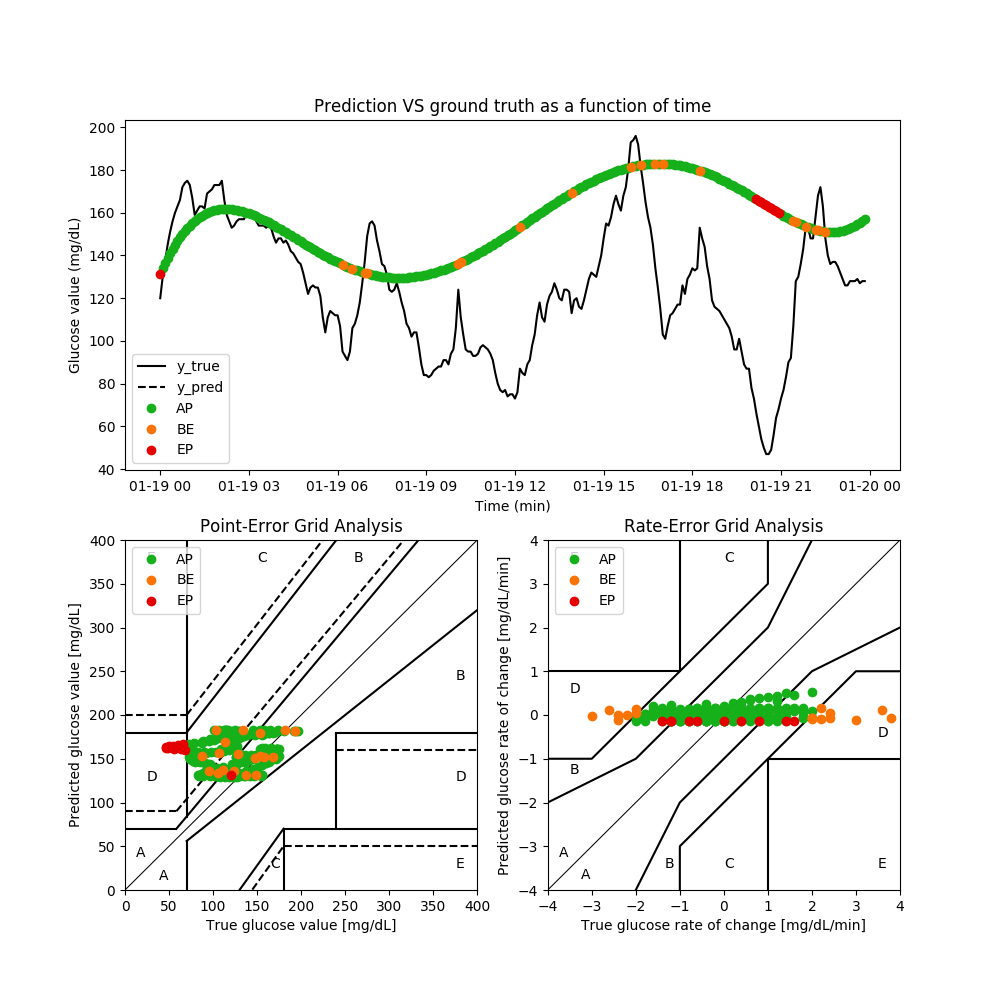 Prediction VS ground truth as a function of time
Glucose value (mg/dL)
200
180
160
140
120
100
80
60
40
y_true
y_pred
AP
BE
EP
01-19 00 01-19 03 01-19 06 01-19 09 01-19 12 01-19 15 01-19 18 01-19 21 01-20 00
Time (min)
Point-Error Grid Analysis
Predicted glucose value [mg/dL]
400
350
300
250
200
150
100
50
0
AP
BE
EP
C B
B
D D
A
A C E
0 50 100 150 200 250 300 350 400
True glucose value [mg/dL]
Rate-Error Grid Analysis
Predicted glucose rate of change [mg/dL/min]
4
3
2
1
0
−1
−2
−3
−4
AP
BE
EP
C
D
D
B
A
A B C E
−4 −3 −2 −1 0 1 2 3 4
True glucose rate of change [mg/dL/min]